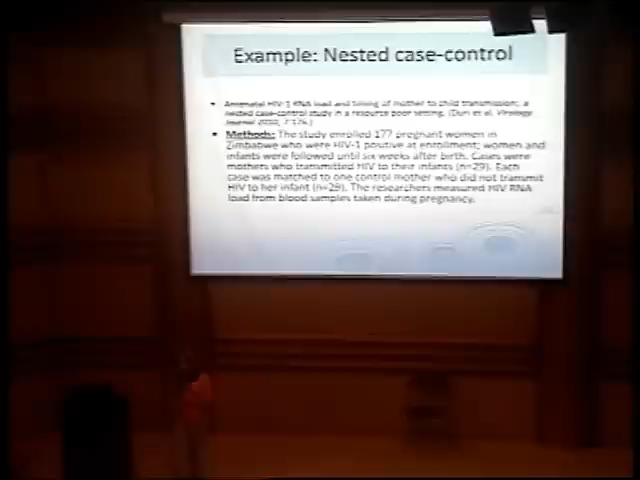 Example: Nested case-control
• Antenatal HIV-1 RNA load and timing of mother to child transmission; a
nested case-control study in a resource poor setting. (Duri et al. Virology
Journal 2010, 7:176.)
• Methods: The study enrolled 177 pregnant women in
Zimbabwe who were HIV-1 positive at enrollment; women and
infants were followed until six weeks after birth. Cases were
mothers who transmitted HIV to their infants (n=29). Each
case was matched to one control mother who did not transmit
HIV to her infant (n=29). The researchers measured HIV RNA
load from blood samples taken during pregnancy.